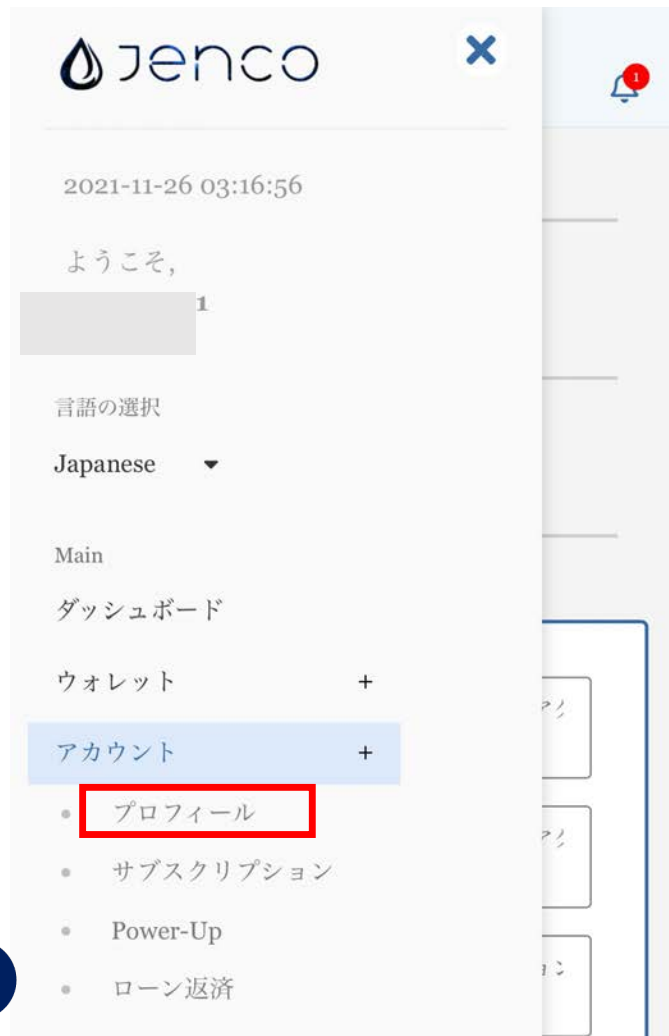 Jenco
1
2021-11-26 03:16:56
ようこそ,
1
言語の選択
Japanese
Main
ダッシュボード
ウォレット +
アカウント +
プロフィール
サブスクリプション
Power-Up
ローン返済